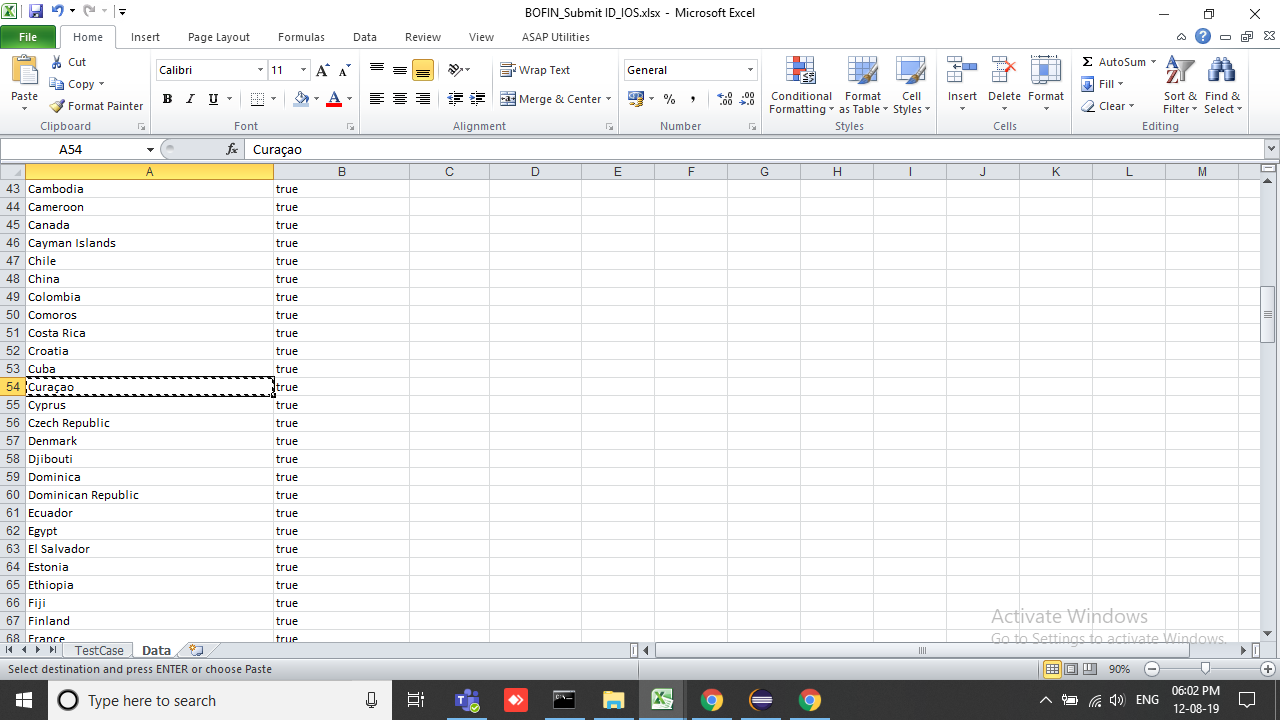 BOFIN_Submit ID_IOS.xlsx - Microsoft Excel
File Home Insert Page Layout Formulas Data Review View ASAP Utilities
Paste Cut Copy Format Painter Clipboard
Calibri 11 B I U A Font
Wrap Text Merge & Center Alignment
General % , Number
Conditional Formatting Format as Table Cell Styles Styles
Insert Delete Format Cells
Σ AutoSum Fill Clear Sort & Filter Find & Select Editing
A54 fx Curaçao
A B C D E F G H I J K L M
43 Cambodia true
44 Cameroon true
45 Canada true
46 Cayman Islands true
47 Chile true
48 China true
49 Colombia true
50 Comoros true
51 Costa Rica true
52 Croatia true
53 Cuba true
54 Curaçao true
55 Cyprus true
56 Czech Republic true
57 Denmark true
58 Djibouti true
59 Dominica true
60 Dominican Republic true
61 Ecuador true
62 Egypt true
63 El Salvador true
64 Estonia true
65 Ethiopia true
66 Fiji true
67 Finland true
68 France true
Activate Windows
Go to Settings to activate Windows.
TestCase Data
Select destination and press ENTER or choose Paste 90%
Type here to search ENG 06:02 PM
12-08-19